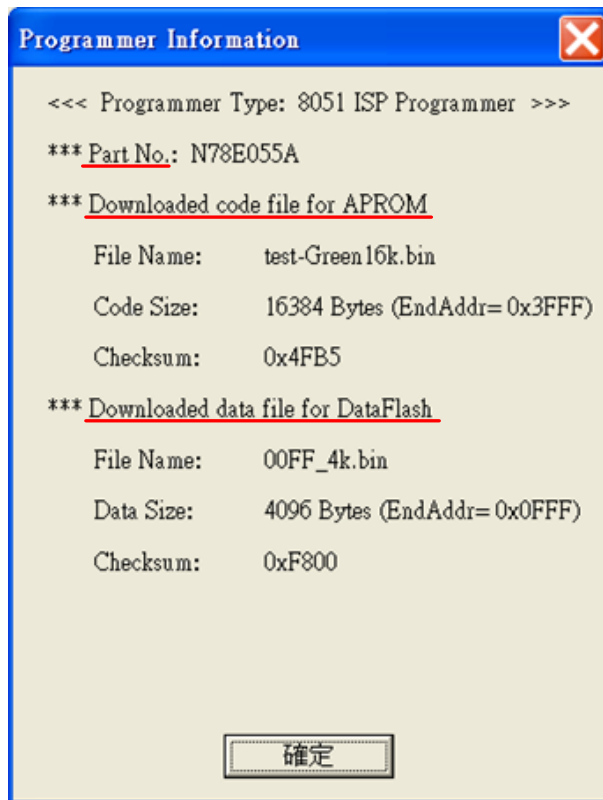 Programmer Information
<<< Programmer Type: 8051 ISP Programmer >>>
*** Part No.: N78E055A
*** Downloaded code file for APROM
File Name: test-Green16k.bin
Code Size: 16384 Bytes (EndAddr= 0x3FFF)
Checksum: 0x4FB5
*** Downloaded data file for DataFlash
File Name: 00FF_4k.bin
Data Size: 4096 Bytes (EndAddr= 0x0FFF)
Checksum: 0xF800
確定